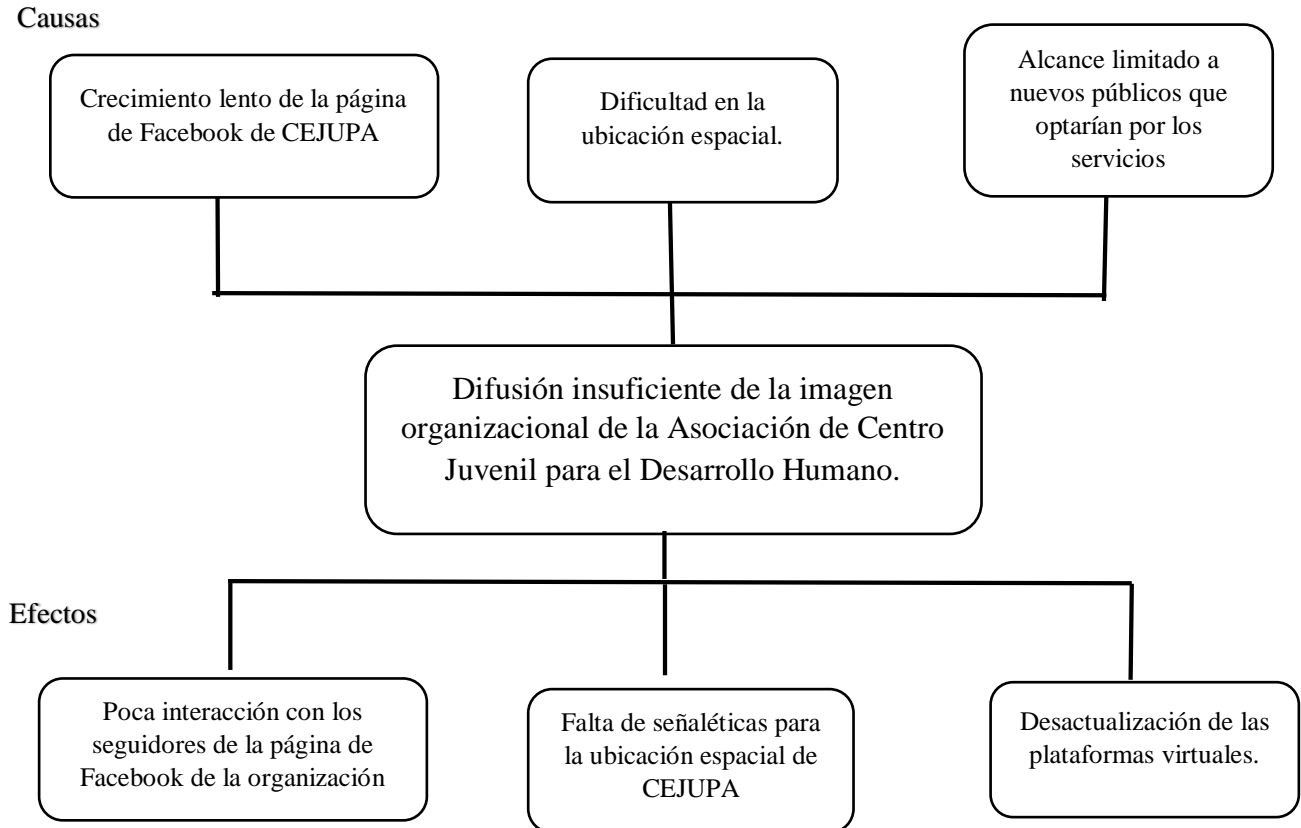 Causas
Crecimiento lento de la página
de Facebook de CEJUPA
Dificultad en la
ubicación espacial.
Alcance limitado a
nuevos públicos que
optarían por los
servicios
Difusión insuficiente de la imagen
organizacional de la Asociación de Centro
Juvenil para el Desarrollo Humano.
Efectos
Poca interacción con los
seguidores de la página de
Facebook de la organización
Falta de señaléticas para
la ubicación espacial de
CEJUPA
Desactualización de las
plataformas virtuales.